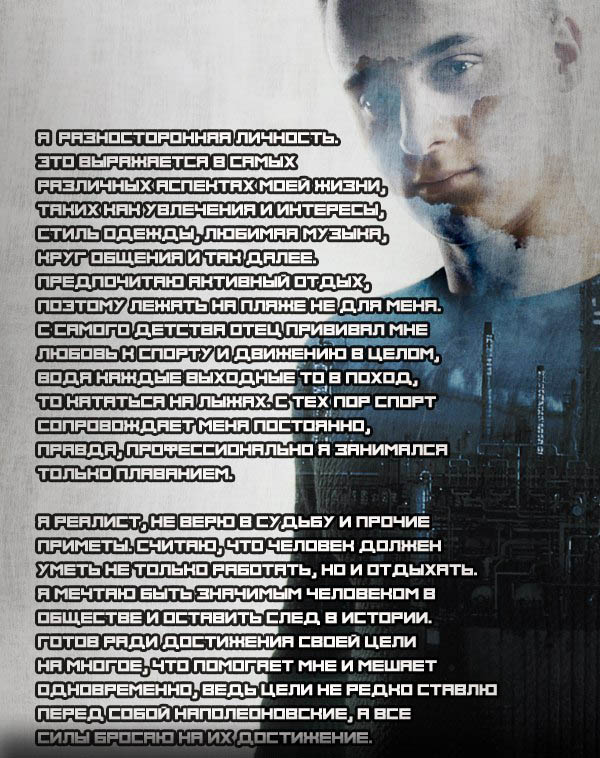 Я РАЗНОСТОРОННЯЯ ЛИЧНОСТЬ.
ЭТО ВЫРАЖАЕТСЯ В САМЫХ
РАЗЛИЧНЫХ АСПЕКТАХ МОЕЙ ЖИЗНИ,
ТАКИХ КАК УВЛЕЧЕНИЯ И ИНТЕРЕСЫ,
СТИЛЬ ОДЕЖДЫ, ЛЮБИМАЯ МУЗЫКА,
КРУГ ОБЩЕНИЯ И ТАК ДАЛЕЕ.
ПРЕДПОЧИТАЮ АКТИВНЫЙ ОТДЫХ,
ПОЭТОМУ ЛЕЖАТЬ НА ПЛЯЖЕ НЕ ДЛЯ МЕНЯ.
С САМОГО ДЕТСТВА ОТЕЦ ПРИВИВАЛ МНЕ
ЛЮБОВЬ К СПОРТУ И ДВИЖЕНИЮ В ЦЕЛОМ,
ВОДЯ КАЖДЫЕ ВЫХОДНЫЕ ТО В ПОХОД,
ТО КАТАТЬСЯ НА ЛЫЖАХ. С ТЕХ ПОР СПОРТ
СОПРОВОЖДАЕТ МЕНЯ ПОСТОЯННО,
ПРАВДА, ПРОФЕССИОНАЛЬНО Я ЗАНИМАЛСЯ
ТОЛЬКО ПЛАВАНИЕМ.
Я РЕАЛИСТ, НЕ ВЕРЮ В СУДЬБУ И ПРОЧИЕ
ПРИМЕТЫ. СЧИТАЮ, ЧТО ЧЕЛОВЕК ДОЛЖЕН
УМЕТЬ НЕ ТОЛЬКО РАБОТАТЬ, НО И ОТДЫХАТЬ.
Я МЕЧТАЮ БЫТЬ ЗНАЧИМЫМ ЧЕЛОВЕКОМ В
ОБЩЕСТВЕ И ОСТАВИТЬ СЛЕД В ИСТОРИИ.
ГОТОВ РАДИ ДОСТИЖЕНИЯ СВОЕЙ ЦЕЛИ
НА МНОГОЕ, ЧТО ПОМОГАЕТ МНЕ И МЕШАЕТ
ОДНОВРЕМЕННО, ВЕДЬ ЦЕЛИ НЕ РЕДКО СТАВЛЮ
ПЕРЕД СОБОЙ НАПОЛЕОНОВСКИЕ, А ВСЕ
СИЛЫ БРОСАЮ НА ИХ ДОСТИЖЕНИЕ.